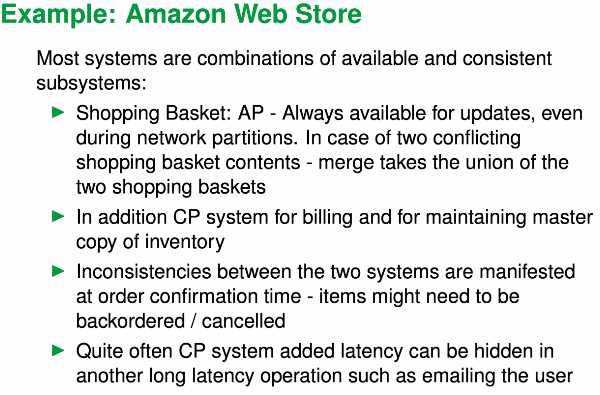 Example: Amazon Web Store
Most systems are combinations of available and consistent
subsystems:
Shopping Basket: AP - Always available for updates, even
during network partitions. In case of two conflicting
shopping basket contents - merge takes the union of the
two shopping baskets
In addition CP system for billing and for maintaining master
copy of inventory
Inconsistencies between the two systems are manifested
at order confirmation time - items might need to be
backordered / cancelled
Quite often CP system added latency can be hidden in
another long latency operation such as emailing the user